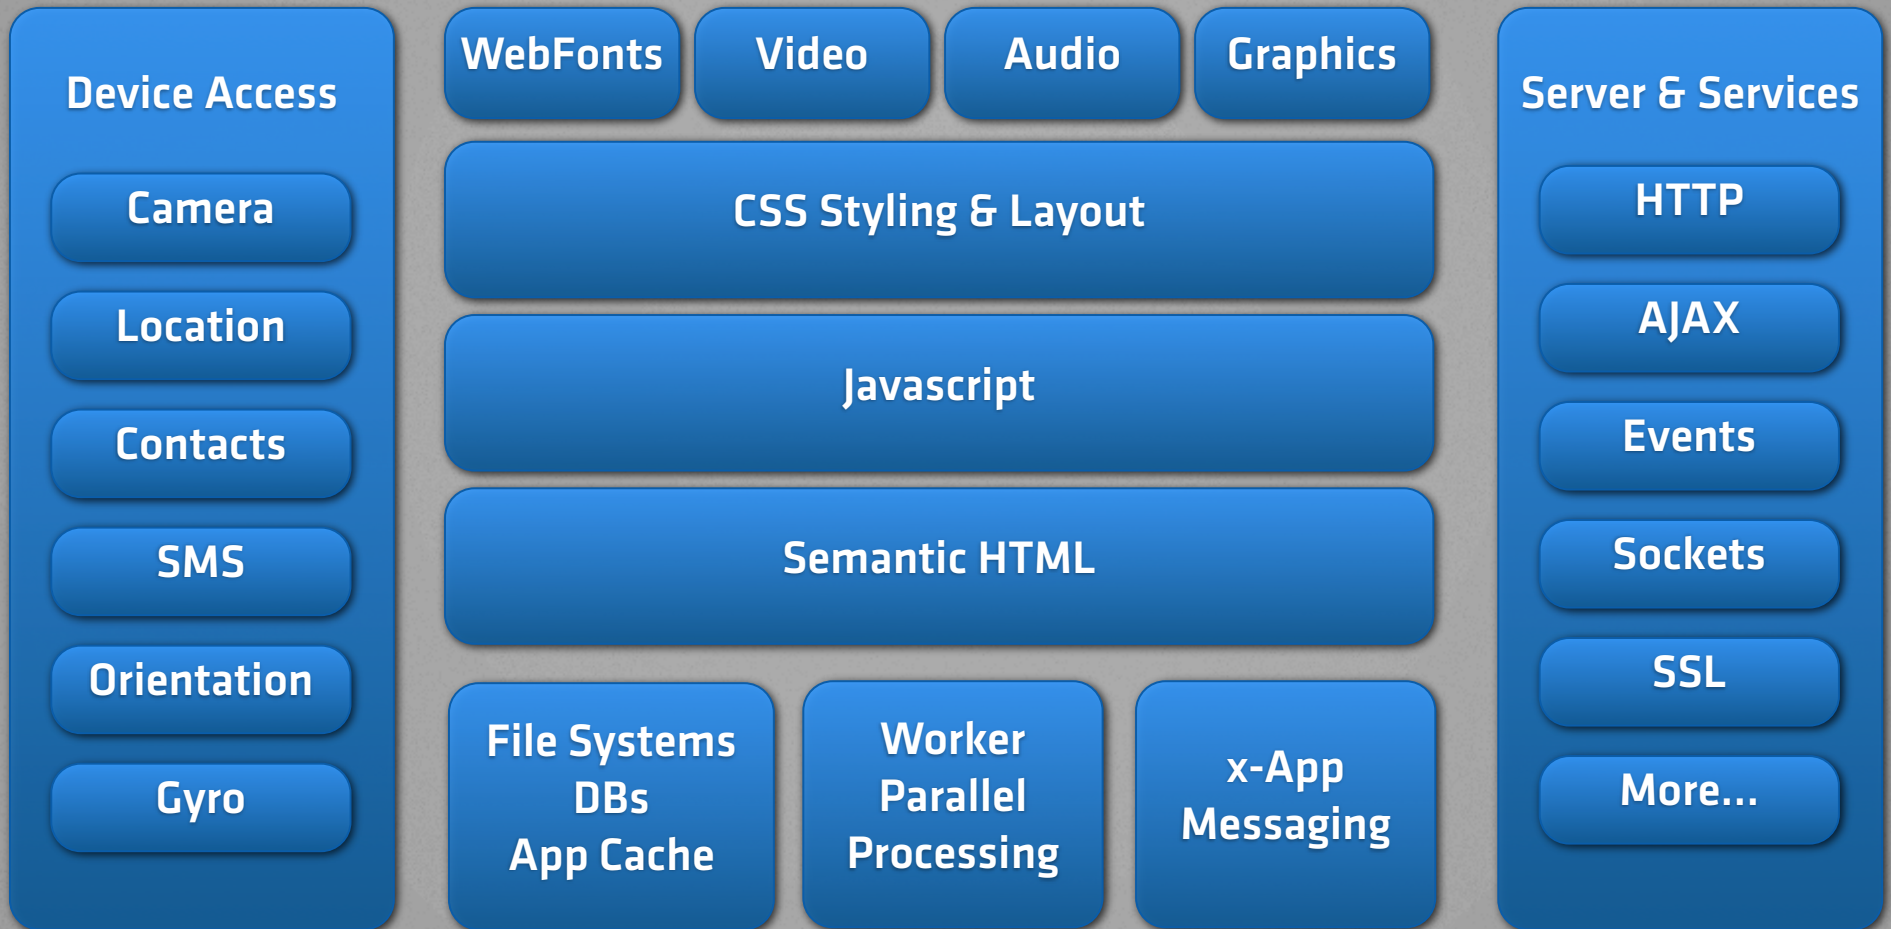 Device Access
Camera
Location
Contacts
SMS
Orientation
Gyro
WebFonts
Video
Audio
Graphics
CSS Styling & Layout
Javascript
Semantic HTML
File Systems
DBs
App Cache
Worker
Parallel
Processing
x-App
Messaging
Server & Services
HTTP
AJAX
Events
Sockets
SSL
More...